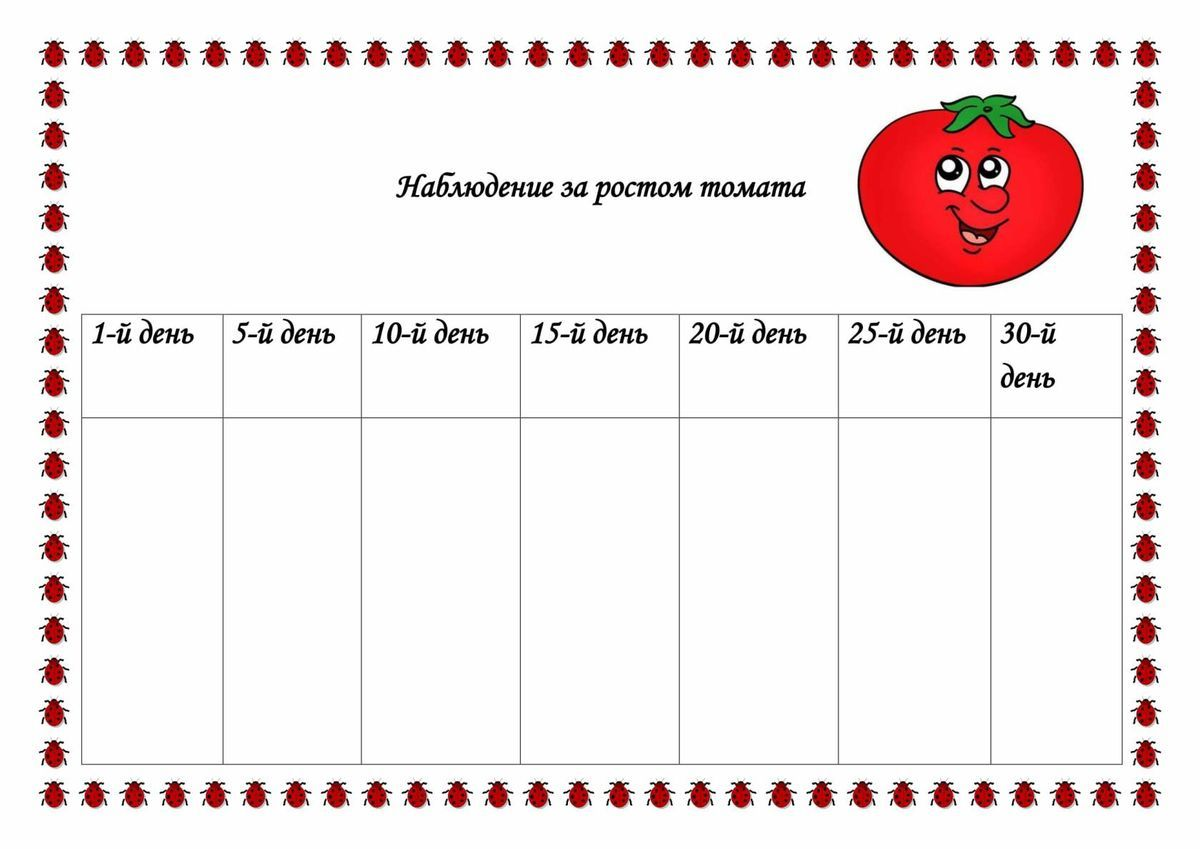 Наблюдение за ростом томата
1-й день 5-й день 10-й день 15-й день 20-й день 25-й день 30-й
день